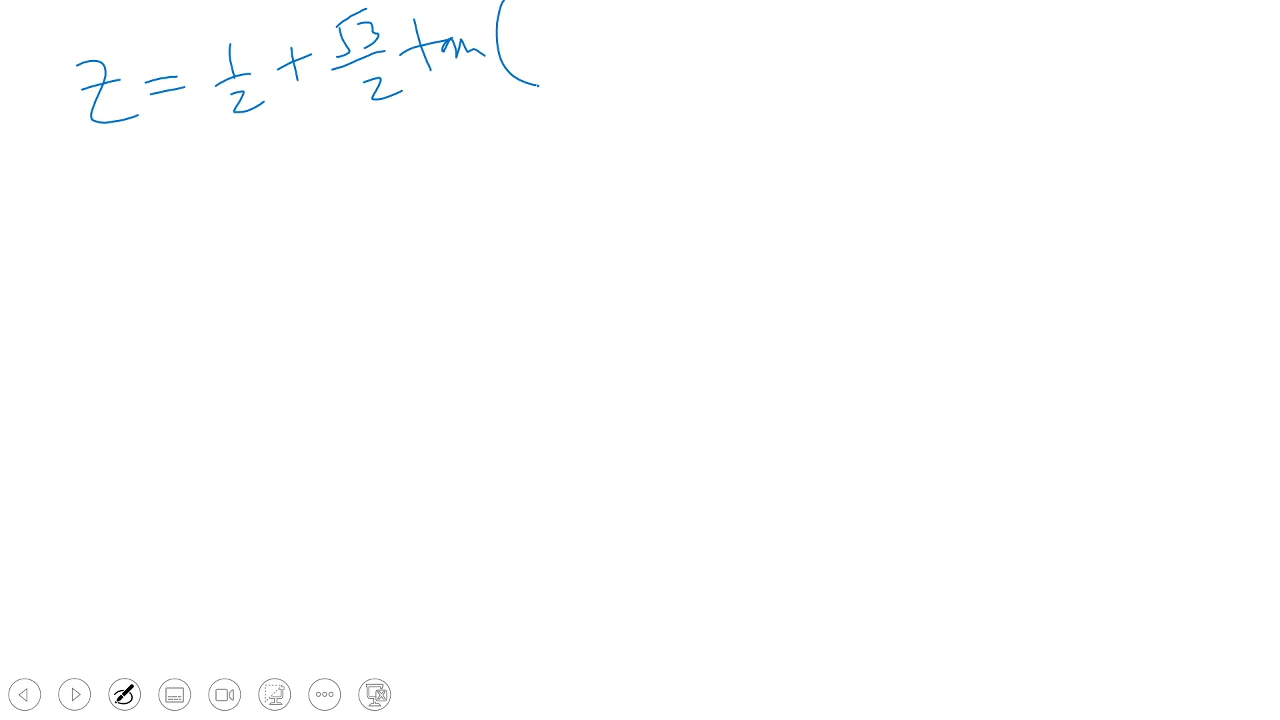 z = 1/2 + √3/2 tan(